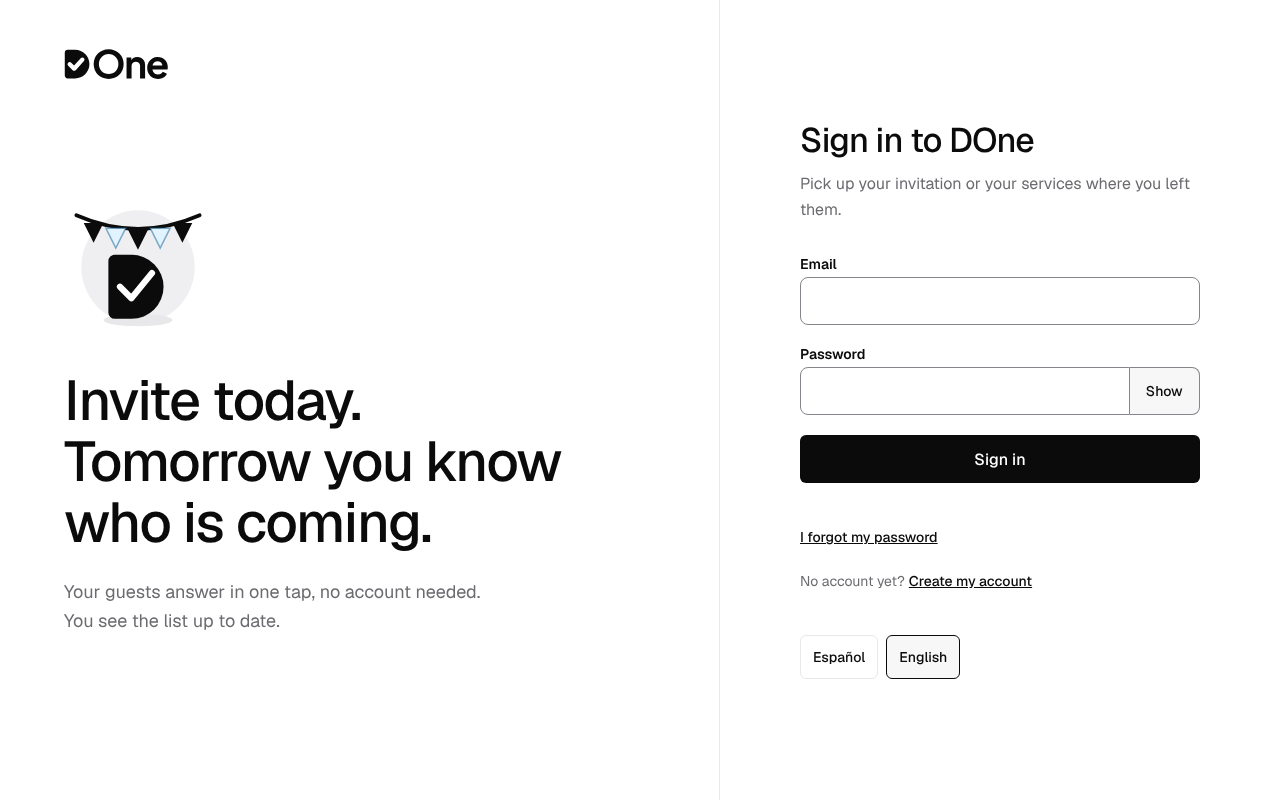 DOne
Invite today.
Tomorrow you know
who is coming.
Your guests answer in one tap, no account needed.
You see the list up to date.
Sign in to DOne
Pick up your invitation or your services where you left
them.
Email
Password
Show
Sign in
I forgot my password
No account yet? Create my account
Español
English